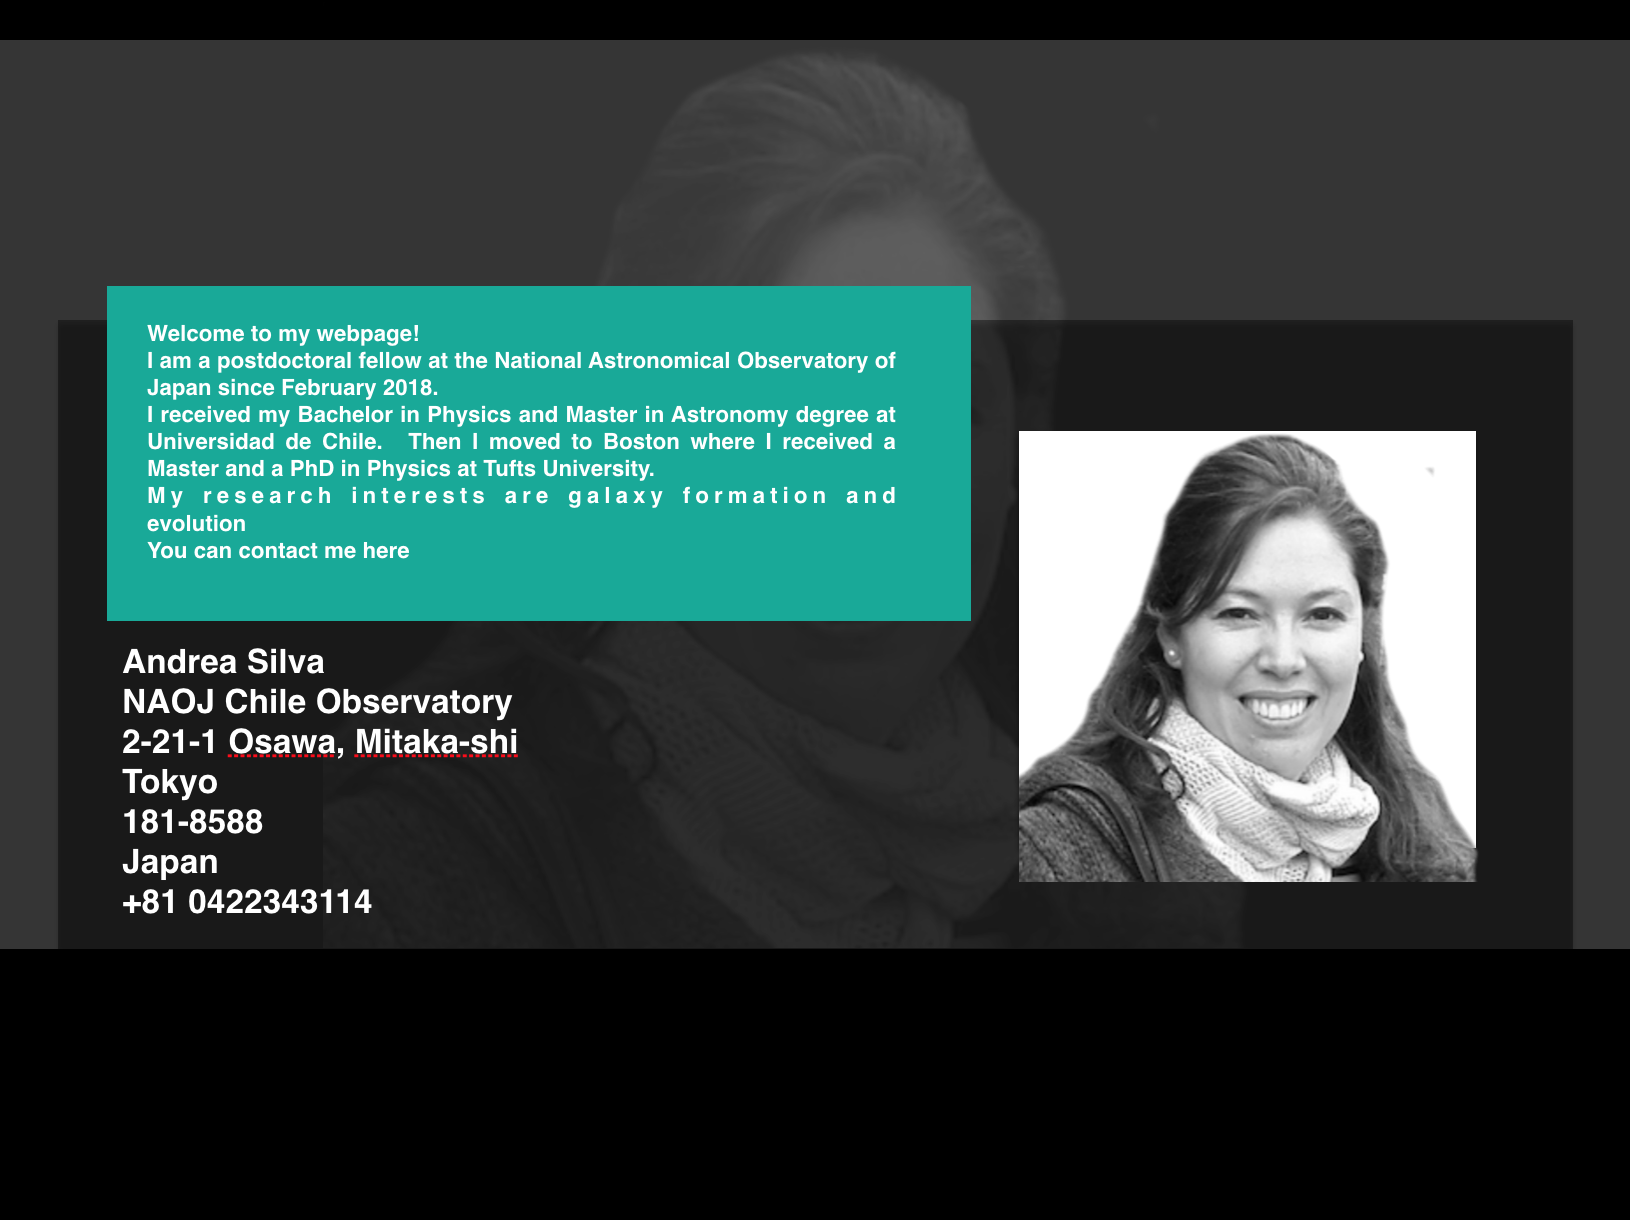 Welcome to my webpage!
I am a postdoctoral fellow at the National Astronomical Observatory of
Japan since February 2018.
I received my Bachelor in Physics and Master in Astronomy degree at
Universidad de Chile. Then I moved to Boston where I received a
Master and a PhD in Physics at Tufts University.
My research interests are galaxy formation and
evolution
You can contact me here
Andrea Silva
NAOJ Chile Observatory
2-21-1 Osawa, Mitaka-shi
Tokyo
181-8588
Japan
+81 0422343114